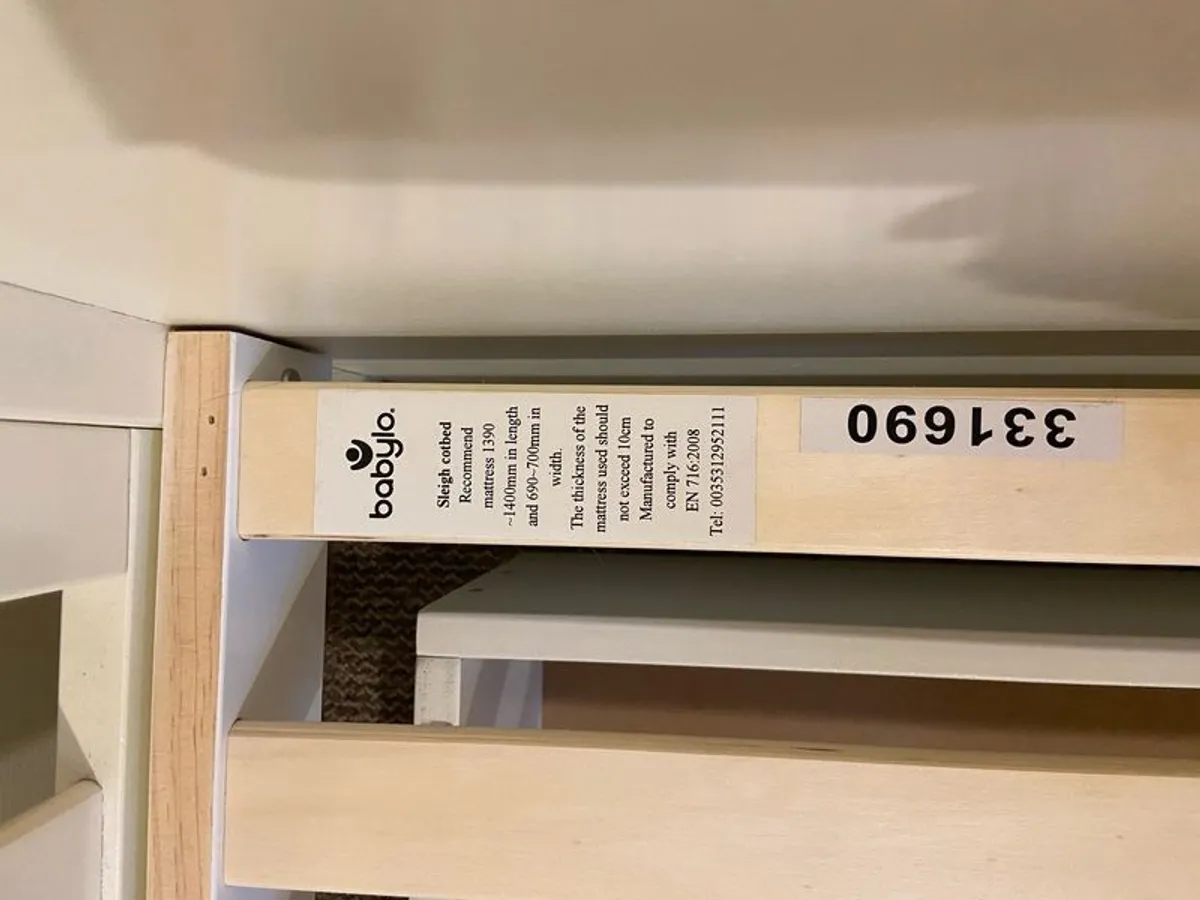 babylo.
Sleigh cotbed
Recommend
mattress 1390
~1400mm in length
and 690~700mm in
width.
The thickness of the
mattress used should
not exceed 10cm
Manufactured to
comply with
EN 716:2008
Tel: 0035312952111
331690